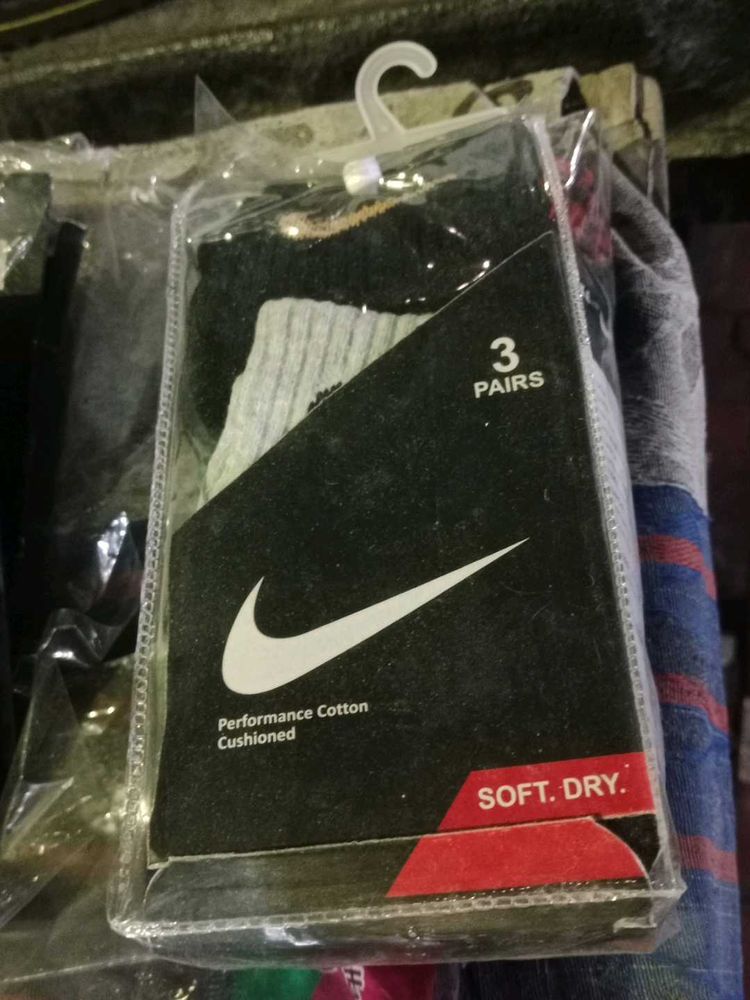 3
PAIRS
Performance Cotton
Cushioned
SOFT. DRY.